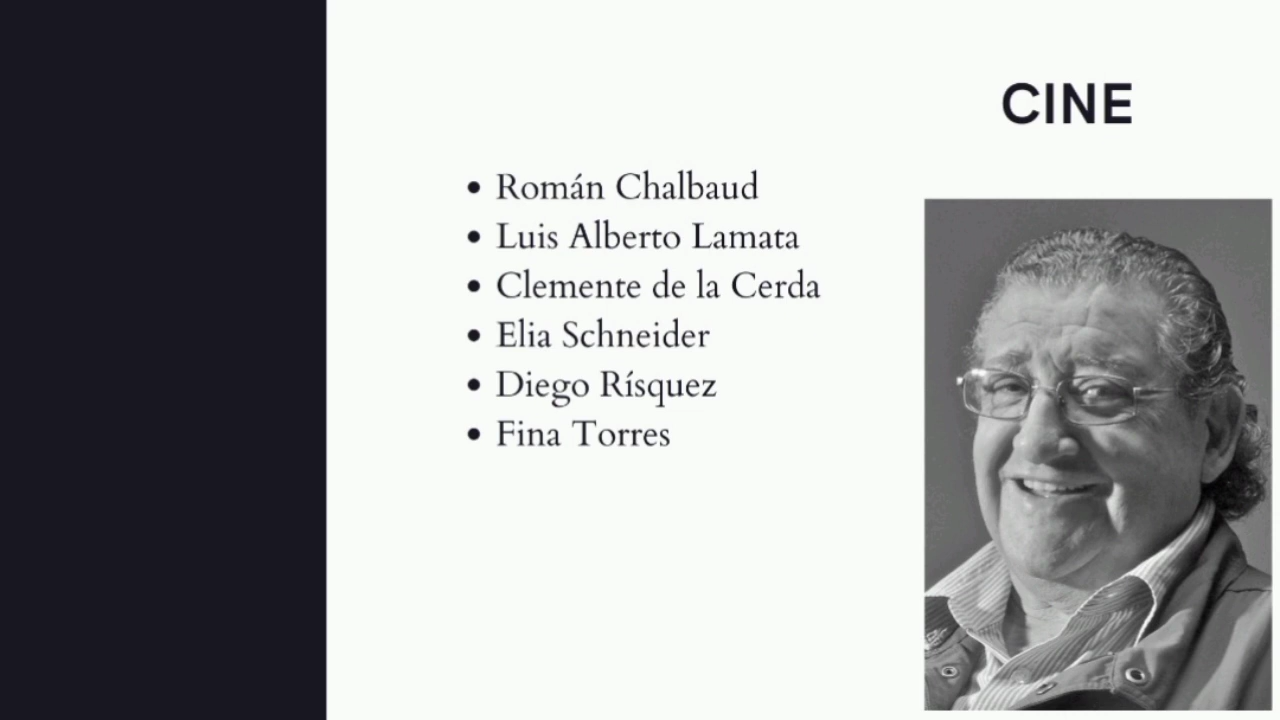 CINE
Román Chalbaud
Luis Alberto Lamata
Clemente de la Cerda
Elia Schneider
Diego Rísquez
Fina Torres